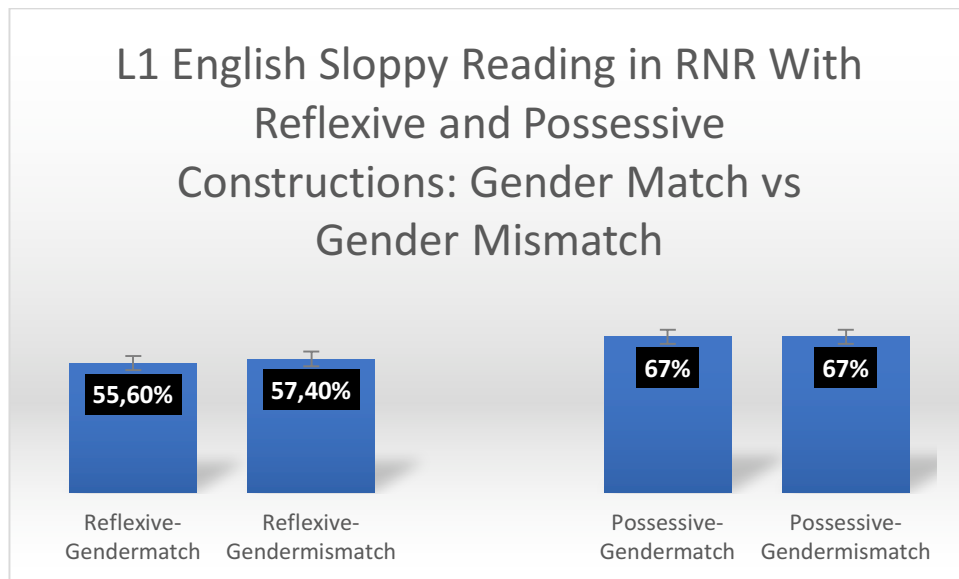 L1 English Sloppy Reading in RNR With
Reflexive and Possessive
Constructions: Gender Match vs
Gender Mismatch
55,60%
57,40%
67%
67%
Reflexive-
Gendermatch
Reflexive-
Gendermismatch
Possessive-
Gendermatch
Possessive-
Gendermismatch